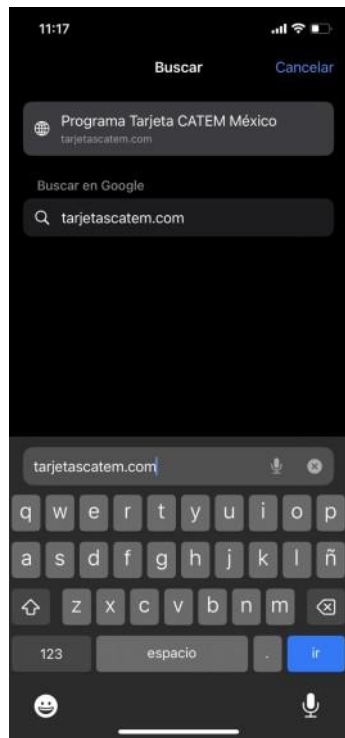 11:17
Buscar
Cancelar
Programa Tarjeta CATEM México
tarjetascatem.com
Buscar en Google
tarjetascatem.com
tarjetascatem.com
q w e r t y u i o p
a s d f g h j k l ñ
z x c v b n m
123 espacio . ir